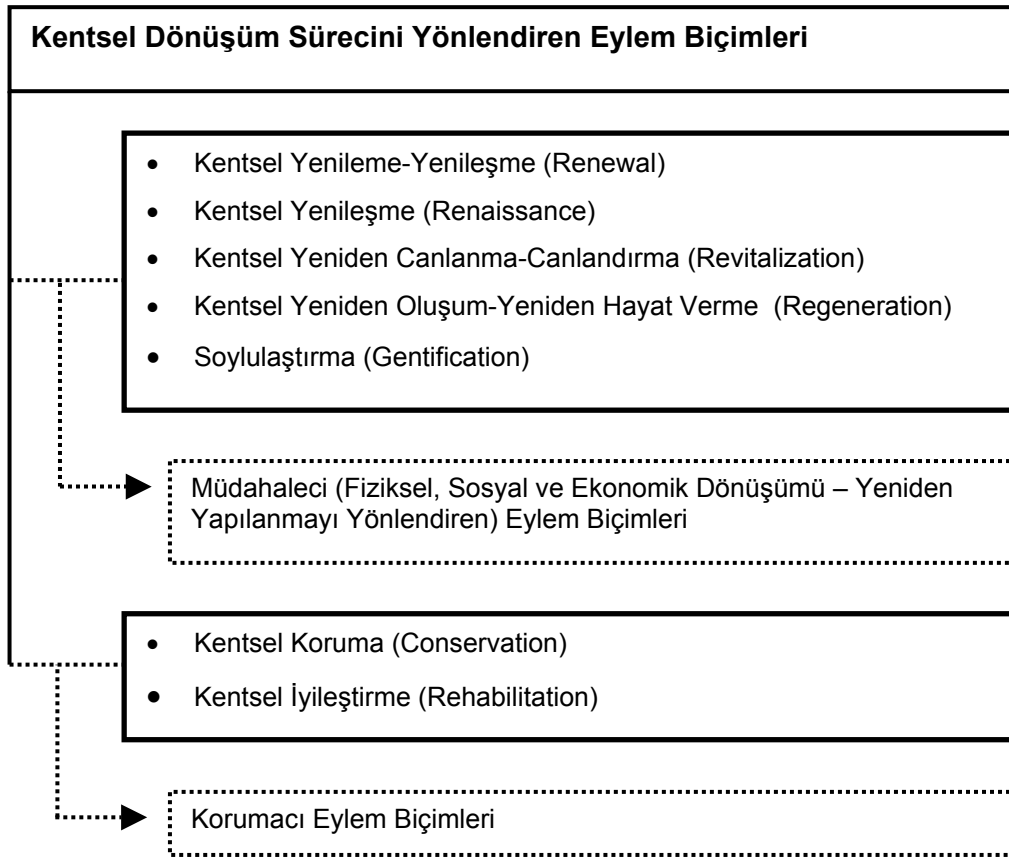 Kentsel Dönüşüm Sürecini Yönlendiren Eylem Biçimleri
• Kentsel Yenileme-Yenileşme (Renewal)
• Kentsel Yenileşme (Renaissance)
• Kentsel Yeniden Canlanma-Canlandırma (Revitalization)
• Kentsel Yeniden Oluşum-Yeniden Hayat Verme (Regeneration)
• Soylulaştırma (Gentification)
Müdahaleci (Fiziksel, Sosyal ve Ekonomik Dönüşümü – Yeniden
Yapılanmayı Yönlendiren) Eylem Biçimleri
• Kentsel Koruma (Conservation)
• Kentsel İyileştirme (Rehabilitation)
Korumacı Eylem Biçimleri